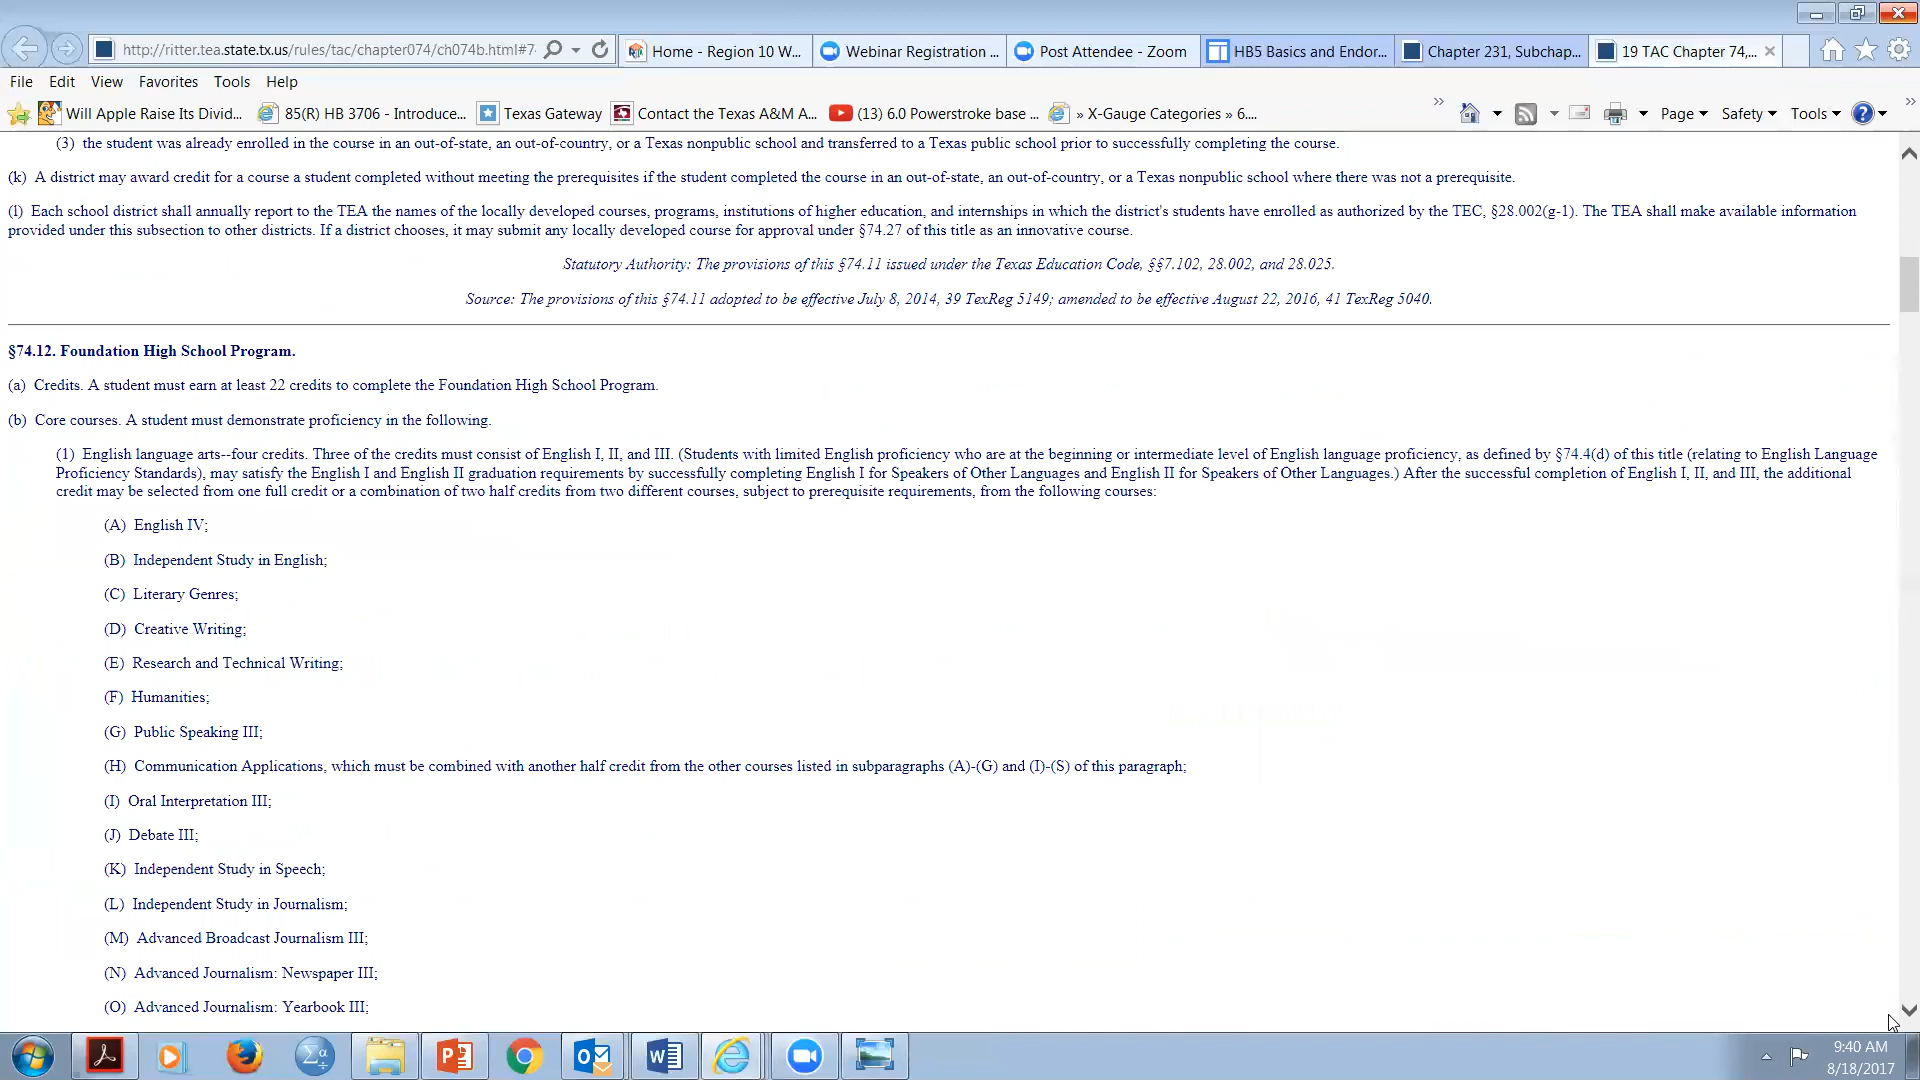 http://ritter.tea.state.tx.us/rules/tac/chapter074/ch074b.html#7
Home - Region 10 W...
Webinar Registration ...
Post Attendee - Zoom
HB5 Basics and Endor...
Chapter 231, Subchap...
19 TAC Chapter 74,...
File Edit View Favorites Tools Help
Will Apple Raise Its Divid...
85(R) HB 3706 - Introduce...
Texas Gateway
Contact the Texas A&M A...
(13) 6.0 Powerstroke base ...
» X-Gauge Categories » 6....
Page Safety Tools
(3) the student was already enrolled in the course in an out-of-state, an out-of-country, or a Texas nonpublic school and transferred to a Texas public school prior to successfully completing the course.
(k) A district may award credit for a course a student completed without meeting the prerequisites if the student completed the course in an out-of-state, an out-of-country, or a Texas nonpublic school where there was not a prerequisite.
(l) Each school district shall annually report to the TEA the names of the locally developed courses, programs, institutions of higher education, and internships in which the district's students have enrolled as authorized by the TEC, §28.002(g-1). The TEA shall make available information
provided under this subsection to other districts. If a district chooses, it may submit any locally developed course for approval under §74.27 of this title as an innovative course.
Statutory Authority: The provisions of this §74.11 issued under the Texas Education Code, §§7.102, 28.002, and 28.025.
Source: The provisions of this §74.11 adopted to be effective July 8, 2014, 39 TexReg 5149; amended to be effective August 22, 2016, 41 TexReg 5040.
§74.12. Foundation High School Program.
(a) Credits. A student must earn at least 22 credits to complete the Foundation High School Program.
(b) Core courses. A student must demonstrate proficiency in the following.
(1) English language arts--four credits. Three of the credits must consist of English I, II, and III. (Students with limited English proficiency who are at the beginning or intermediate level of English language proficiency, as defined by §74.4(d) of this title (relating to English Language
Proficiency Standards), may satisfy the English I and English II graduation requirements by successfully completing English I for Speakers of Other Languages and English II for Speakers of Other Languages.) After the successful completion of English I, II, and III, the additional
credit may be selected from one full credit or a combination of two half credits from two different courses, subject to prerequisite requirements, from the following courses:
(A) English IV;
(B) Independent Study in English;
(C) Literary Genres;
(D) Creative Writing;
(E) Research and Technical Writing;
(F) Humanities;
(G) Public Speaking III;
(H) Communication Applications, which must be combined with another half credit from the other courses listed in subparagraphs (A)-(G) and (I)-(S) of this paragraph;
(I) Oral Interpretation III;
(J) Debate III;
(K) Independent Study in Speech;
(L) Independent Study in Journalism;
(M) Advanced Broadcast Journalism III;
(N) Advanced Journalism: Newspaper III;
(O) Advanced Journalism: Yearbook III;
9:40 AM
8/18/2017